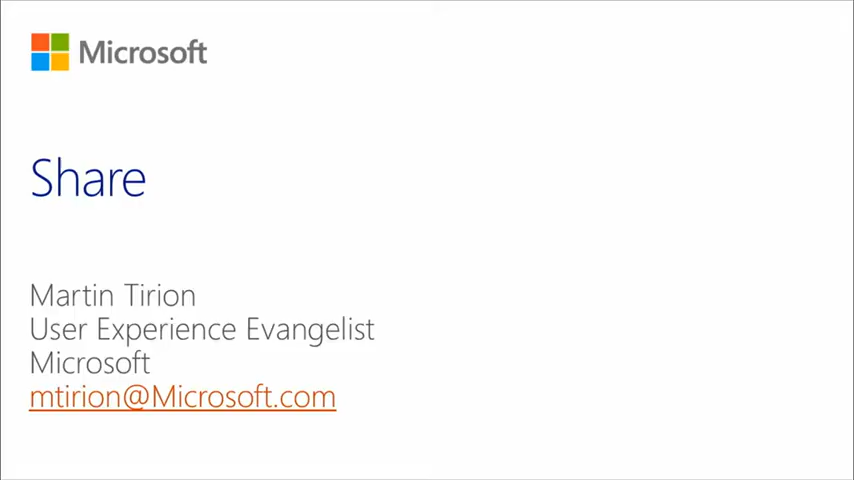 Microsoft
Share
Martin Tirion
User Experience Evangelist
Microsoft
mtirion@Microsoft.com